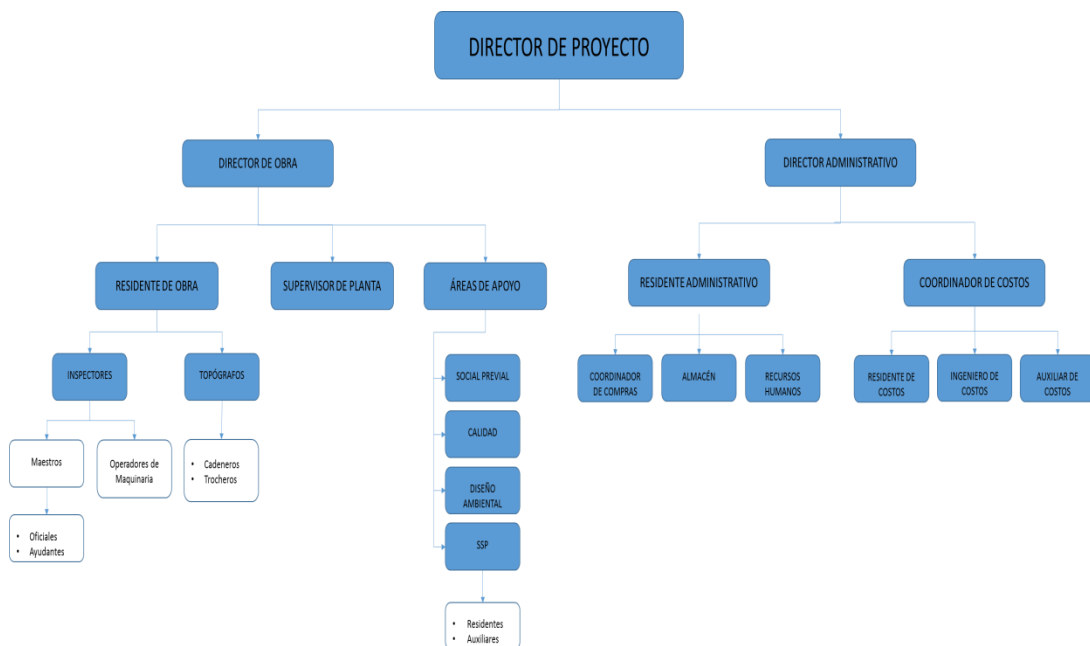 DIRECTOR DE PROYECTO
DIRECTOR DE OBRA
DIRECTOR ADMINISTRATIVO
RESIDENTE DE OBRA
SUPERVISOR DE PLANTA
ÁREAS DE APOYO
RESIDENTE ADMINISTRATIVO
COORDINADOR DE COSTOS
INSPECTORES
TOPÓGRAFOS
SOCIAL PREVIAL
COORDINADOR
DE COMPRAS
ALMACÉN
RECURSOS
HUMANOS
RESIDENTE DE
COSTOS
INGENIERO DE
COSTOS
AUXILIAR DE
COSTOS
CALIDAD
Maestros
Operadores de
Maquinaria
• Cadeneros
• Trocheros
DISEÑO
AMBIENTAL
• Oficiales
• Ayudantes
SSP
• Residentes
• Auxiliares